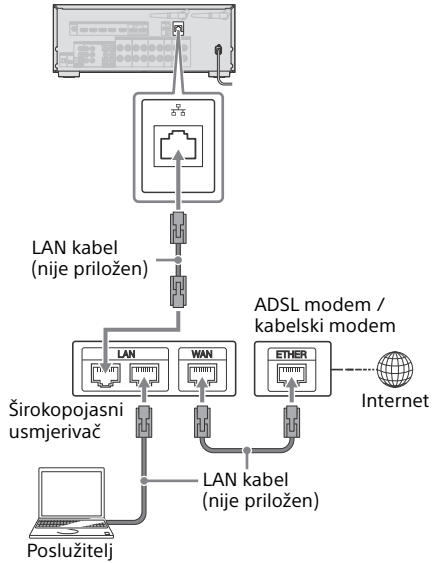 LAN kabel
(nije priložen)
ADSL modem /
kabelski modem
LAN
WAN
ETHER
Širokopojasni
usmjerivač
Internet
LAN kabel
(nije priložen)
Poslužitelj